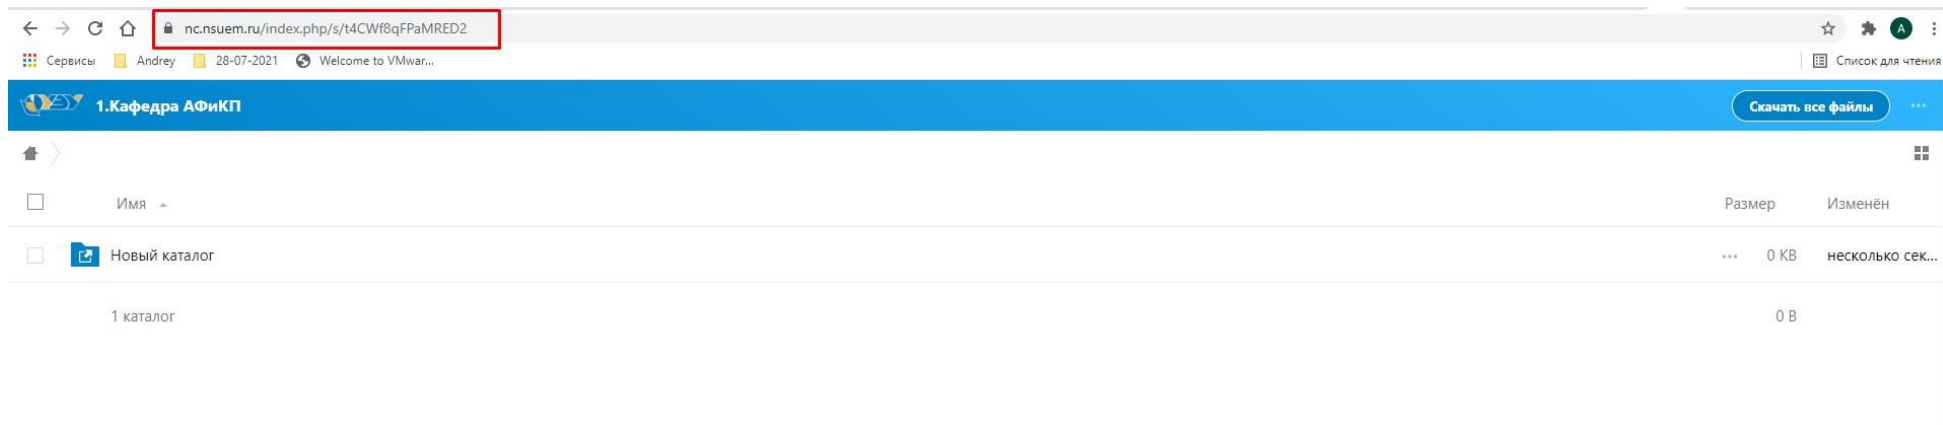 nc.nsuem.ru/index.php/s/t4CWf8qFPaMRED2
A
Сервисы Andrey 28-07-2021 Welcome to VMwar... Список для чтения
1.Кафедра АФиКП Скачать все файлы
Имя Размер Изменён
Новый каталог 0 KB несколько сек...
1 каталог 0 B